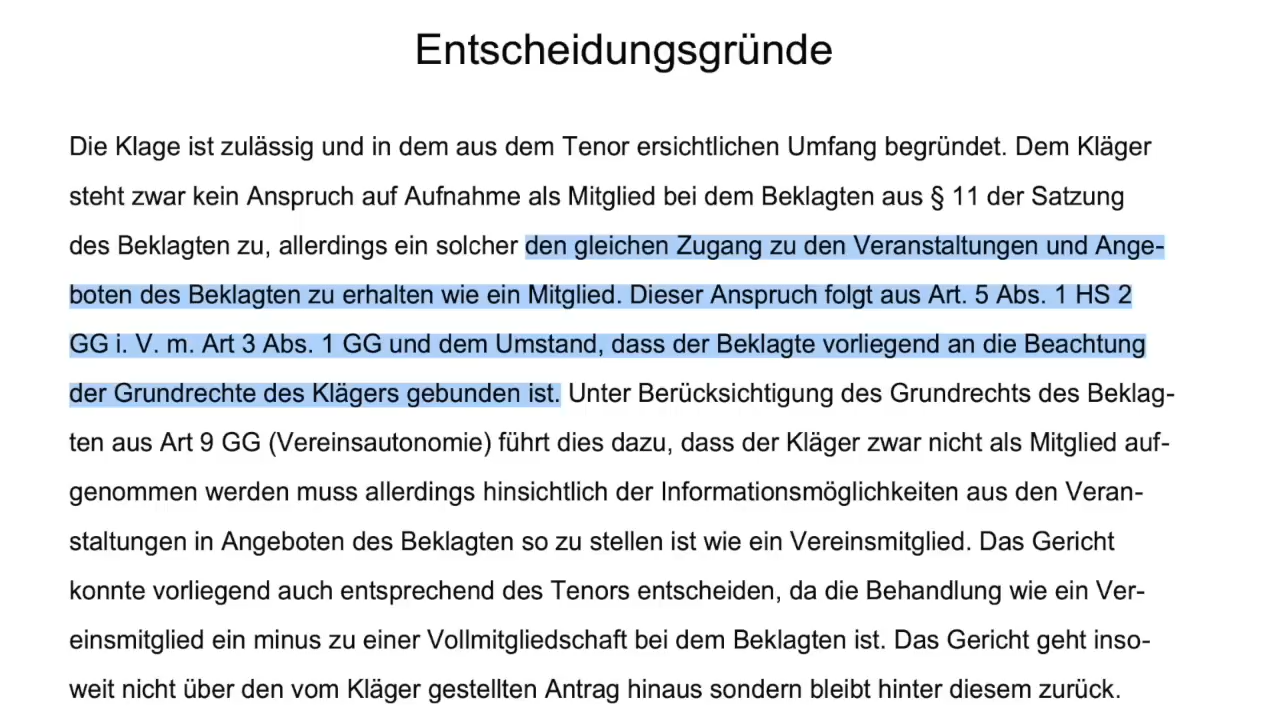 Entscheidungsgründe
Die Klage ist zulässig und in dem aus dem Tenor ersichtlichen Umfang begründet. Dem Kläger
steht zwar kein Anspruch auf Aufnahme als Mitglied bei dem Beklagten aus § 11 der Satzung
des Beklagten zu, allerdings ein solcher den gleichen Zugang zu den Veranstaltungen und Ange-
boten des Beklagten zu erhalten wie ein Mitglied. Dieser Anspruch folgt aus Art. 5 Abs. 1 HS 2
GG i. V. m. Art 3 Abs. 1 GG und dem Umstand, dass der Beklagte vorliegend an die Beachtung
der Grundrechte des Klägers gebunden ist. Unter Berücksichtigung des Grundrechts des Beklag-
ten aus Art 9 GG (Vereinsautonomie) führt dies dazu, dass der Kläger zwar nicht als Mitglied auf-
genommen werden muss allerdings hinsichtlich der Informationsmöglichkeiten aus den Veran-
staltungen in Angeboten des Beklagten so zu stellen ist wie ein Vereinsmitglied. Das Gericht
konnte vorliegend auch entsprechend des Tenors entscheiden, da die Behandlung wie ein Ver-
einsmitglied ein minus zu einer Vollmitgliedschaft bei dem Beklagten ist. Das Gericht geht inso-
weit nicht über den vom Kläger gestellten Antrag hinaus sondern bleibt hinter diesem zurück.